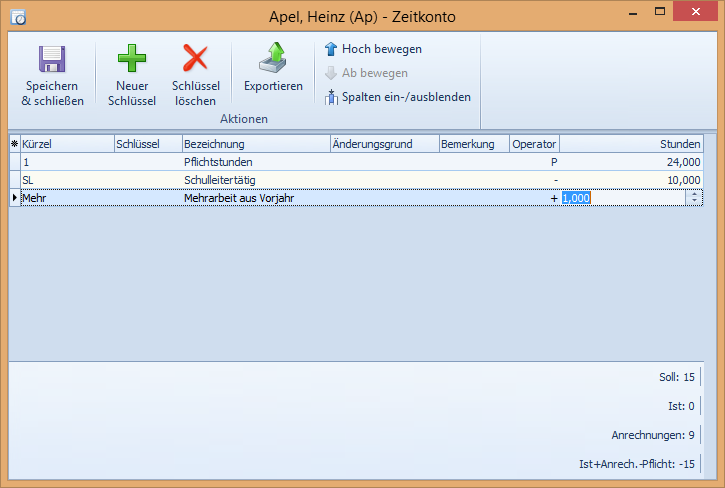 Apel, Heinz (Ap) - Zeitkonto
Speichern & schließen
Neuer Schlüssel
Schlüssel löschen
Exportieren
Hoch bewegen
Ab bewegen
Spalten ein-/ausblenden
Aktionen
Kürzel Schlüssel Bezeichnung Änderungsgrund Bemerkung Operator Stunden
1 Pflichtstunden P 24,000
SL Schulleitertätig - 10,000
Mehr Mehrarbeit aus Vorjahr + 1,000
Soll: 15
Ist: 0
Anrechnungen: 9
Ist+Anrech.-Pflicht: -15